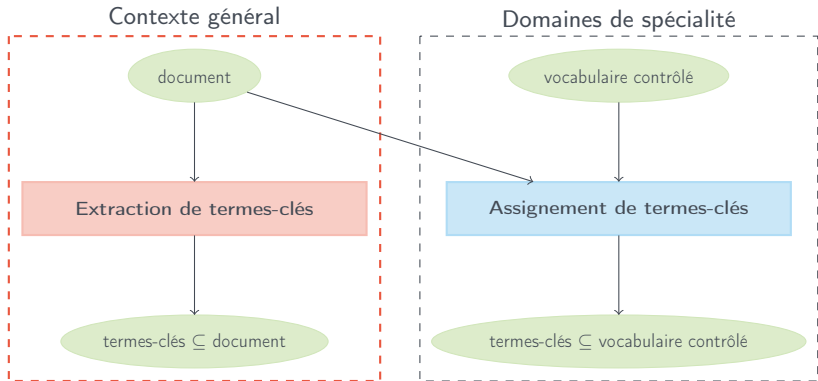 Contexte général
document
Extraction de termes-clés
termes-clés ⊆ document
Domaines de spécialité
vocabulaire contrôlé
Assignement de termes-clés
termes-clés ⊆ vocabulaire contrôlé